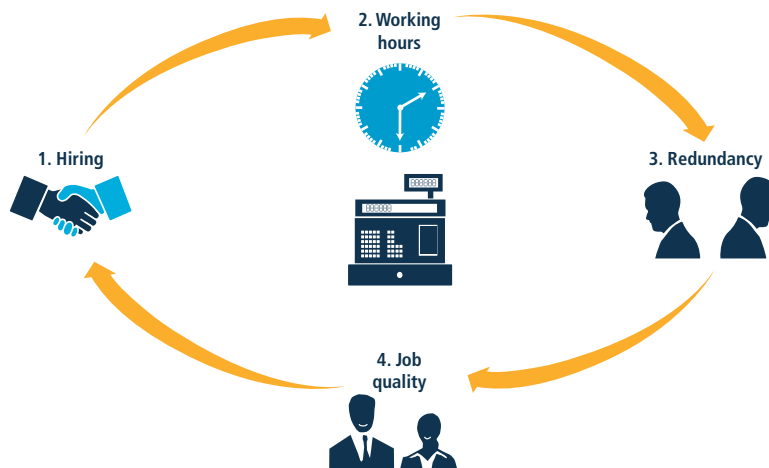 2. Working
hours
1. Hiring
3. Redundancy
4. Job
quality